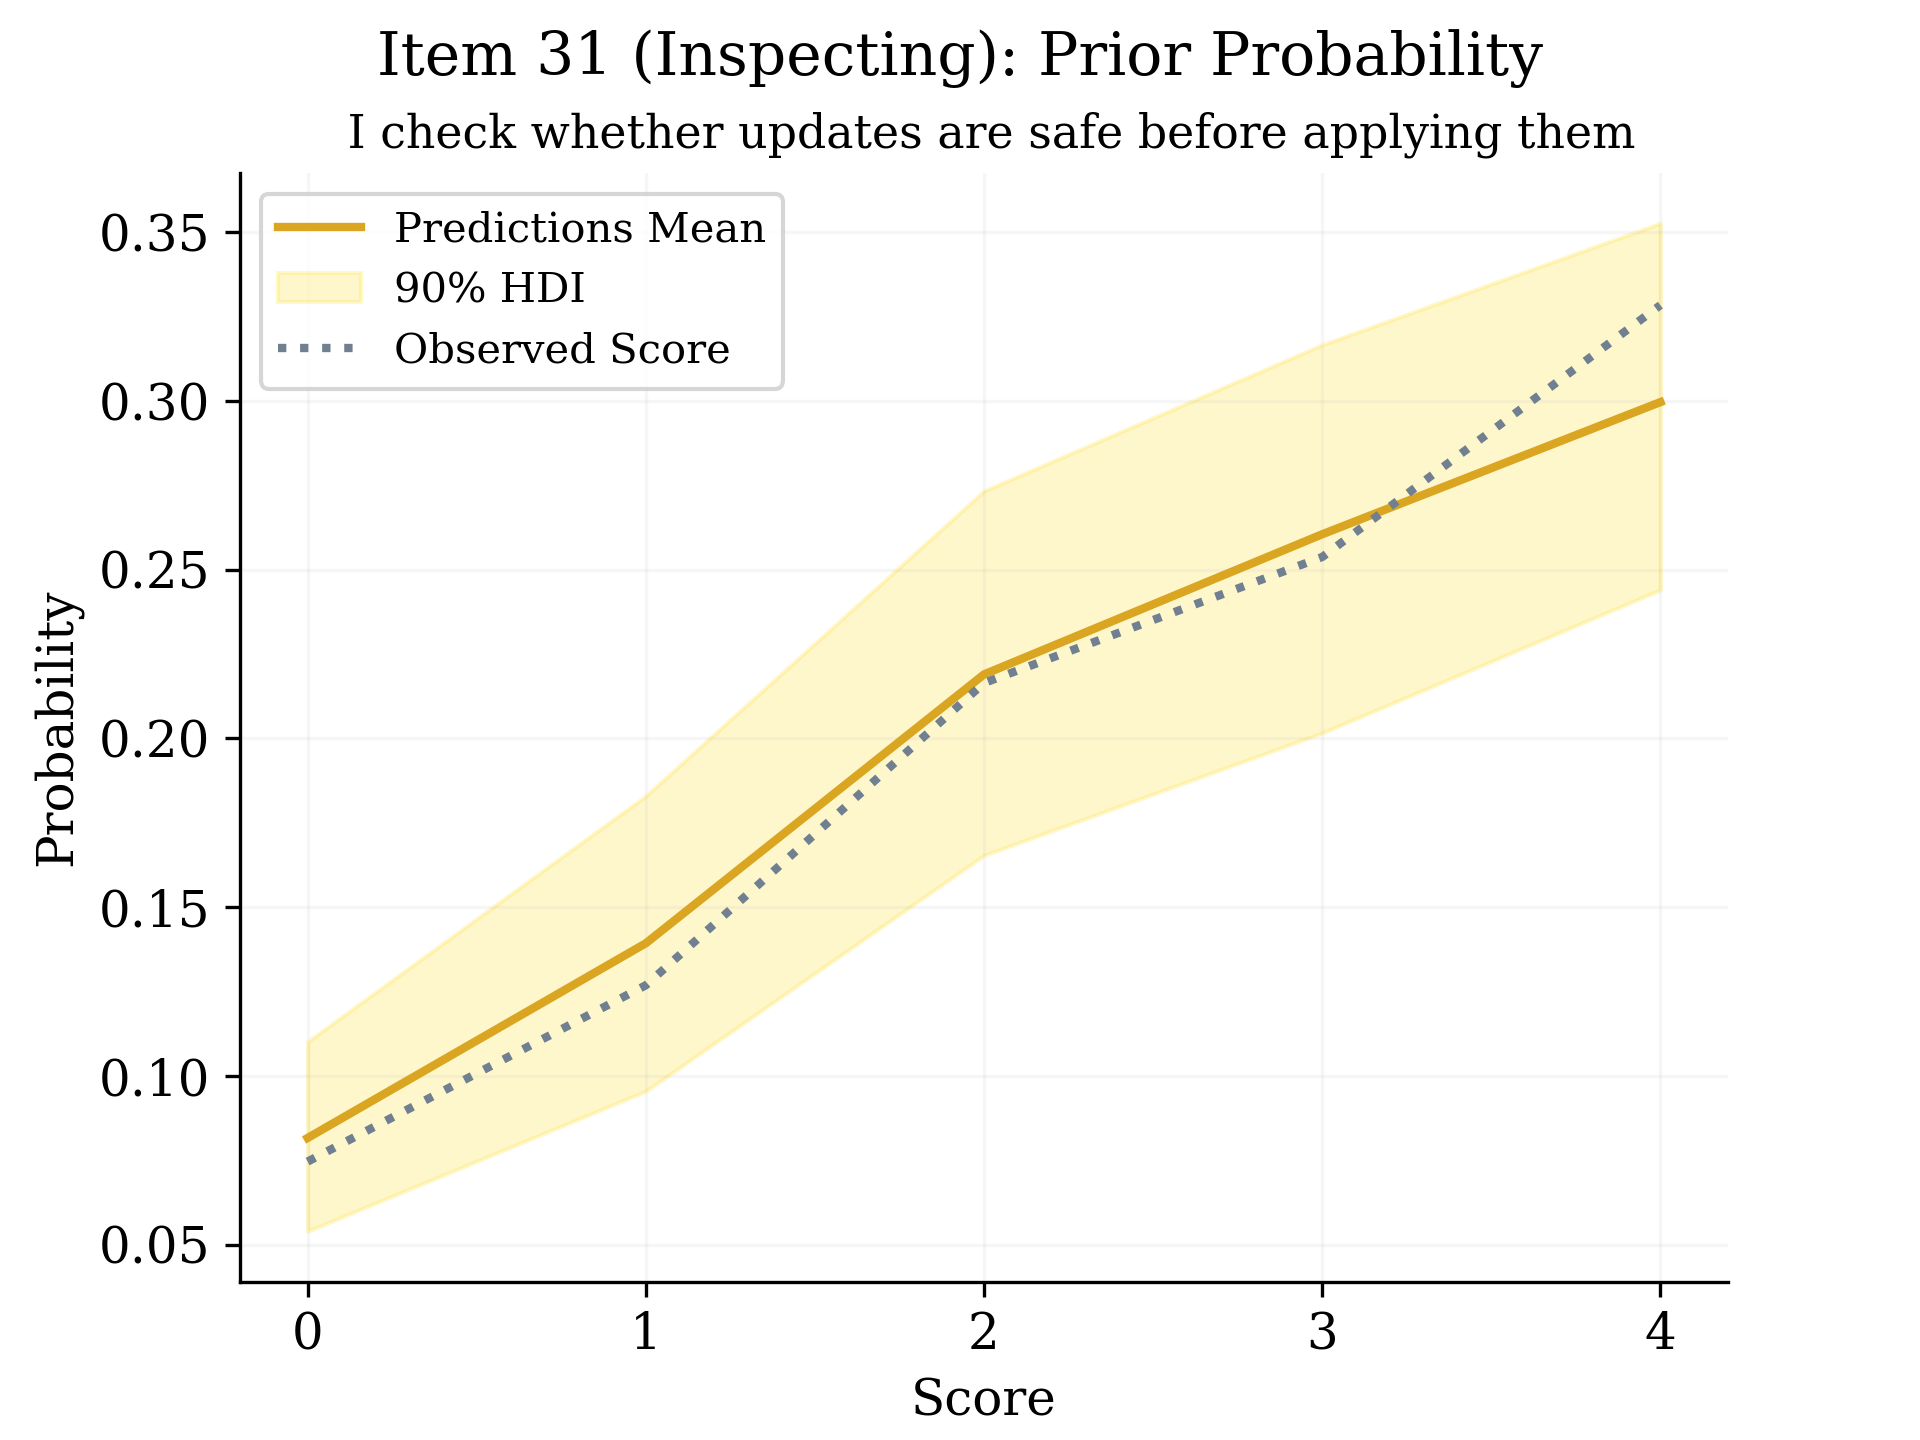 Item 31 (Inspecting): Prior Probability
I check whether updates are safe before applying them
Predictions Mean
90% HDI
Observed Score
0.35
0.30
0.25
0.20
0.15
0.10
0.05
Probability
0 1 2 3 4
Score